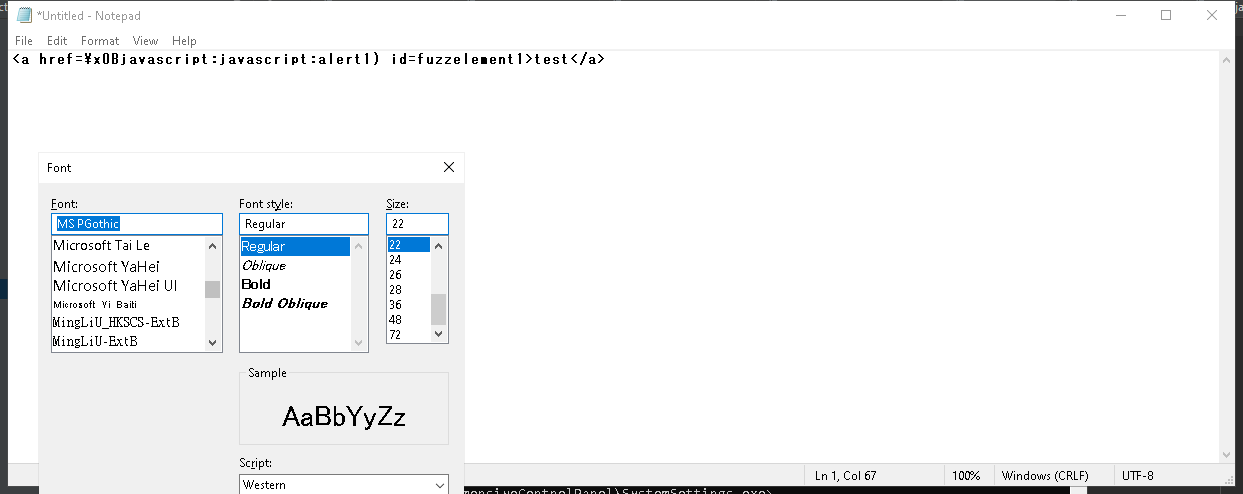 *Untitled - Notepad
File Edit Format View Help
<a href=¥x0Bjavascript:javascript:alert1) id=fuzzelement1>test</a>
Font
Font: Font style: Size:
MS PGothic Regular 22
Microsoft Tai Le
Microsoft YaHei
Microsoft YaHei UI
Microsoft Yi Baiti
MingLiU_HKSCS-ExtB
MingLiU-ExtB
Regular
Oblique
Bold
Bold Oblique
22
24
26
28
36
48
72
Sample
AaBbYyZz
Script:
Western
Ln 1, Col 67 100% Windows (CRLF) UTF-8